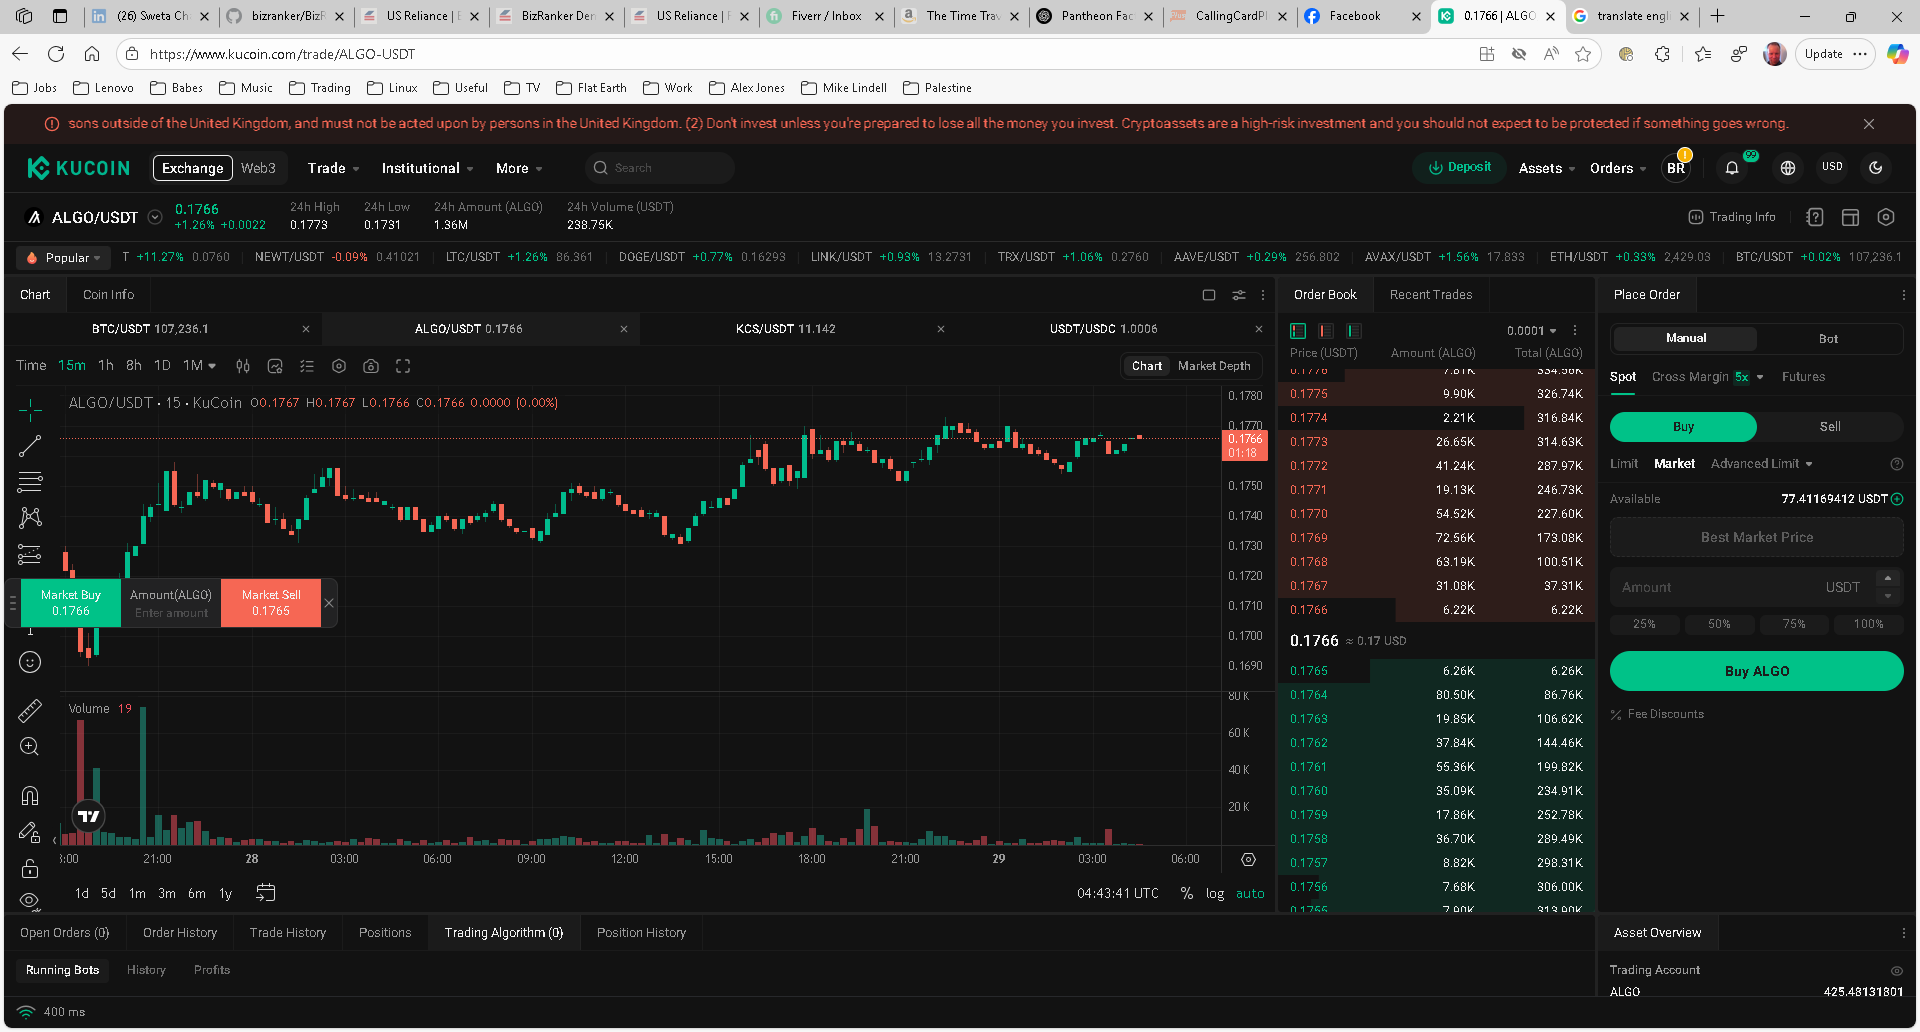 (26) Sweta Ch
bizranker/BizR
US Reliance | E
BizRanker Den
US Reliance | F
Fiverr / Inbox
The Time Trav
Pantheon Fac
CallingCardPl
Facebook
0.1766 | ALGO
translate engli
https://www.kucoin.com/trade/ALGO-USDT
Update
Jobs Lenovo Babes Music Trading Linux Useful TV Flat Earth Work Alex Jones Mike Lindell Palestine
sons outside of the United Kingdom, and must not be acted upon by persons in the United Kingdom. (2) Don't invest unless you're prepared to lose all the money you invest. Cryptoassets are a high-risk investment and you should not expect to be protected if something goes wrong.
KUCOIN Exchange Web3 Trade Institutional More Search Deposit Assets Orders BR 99 USD
ALGO/USDT 0.1766 24h High 24h Low 24h Amount (ALGO) 24h Volume (USDT)
+1.26% +0.0022 0.1773 0.1731 1.36M 238.75K
Trading Info
Popular T +11.27% 0.0760 NEWT/USDT -0.09% 0.41021 LTC/USDT +1.26% 86.361 DOGE/USDT +0.77% 0.16293 LINK/USDT +0.93% 13.2731 TRX/USDT +1.06% 0.2760 AAVE/USDT +0.29% 256.802 AVAX/USDT +1.56% 17.833 ETH/USDT +0.33% 2,429.03 BTC/USDT +0.02% 107,236.1
Chart Coin Info
BTC/USDT 107,236.1 ALGO/USDT 0.1766 KCS/USDT 11.142 USDT/USDC 1.0006
Time 15m 1h 8h 1D 1M Chart Market Depth
ALGO/USDT · 15 · KuCoin O0.1767 H0.1767 L0.1766 C0.1766 0.0000 (0.00%)
0.1780
0.1770
0.1766
01:18
0.1750
0.1740
0.1730
0.1720
0.1710
0.1700
0.1690
Market Buy
0.1766
Amount(ALGO)
Enter amount
Market Sell
0.1765
Volume 19
80 K
60 K
40 K
20 K
21:00 28 03:00 06:00 09:00 12:00 15:00 18:00 21:00 29 03:00 06:00
1d 5d 1m 3m 6m 1y 04:43:41 UTC % log auto
Order Book Recent Trades
0.0001
Price (USDT) Amount (ALGO) Total (ALGO)
0.1776 7.81K 334.56K
0.1775 9.90K 326.74K
0.1774 2.21K 316.84K
0.1773 26.65K 314.63K
0.1772 41.24K 287.97K
0.1771 19.13K 246.73K
0.1770 54.52K 227.60K
0.1769 72.56K 173.08K
0.1768 63.19K 100.51K
0.1767 31.08K 37.31K
0.1766 6.22K 6.22K
0.1766 ≈ 0.17 USD
0.1765 6.26K 6.26K
0.1764 80.50K 86.76K
0.1763 19.85K 106.62K
0.1762 37.84K 144.46K
0.1761 55.36K 199.82K
0.1760 35.09K 234.91K
0.1759 17.86K 252.78K
0.1758 36.70K 289.49K
0.1757 8.82K 298.31K
0.1756 7.68K 306.00K
0.1755 7.90K 313.90K
Place Order
Manual Bot
Spot Cross Margin 5x Futures
Buy Sell
Limit Market Advanced Limit
Available 77.41169412 USDT
Best Market Price
Amount USDT
25% 50% 75% 100%
Buy ALGO
Fee Discounts
Open Orders (0) Order History Trade History Positions Trading Algorithm (0) Position History
Running Bots History Profits
Asset Overview
Trading Account
ALGO 425.48131801
400 ms